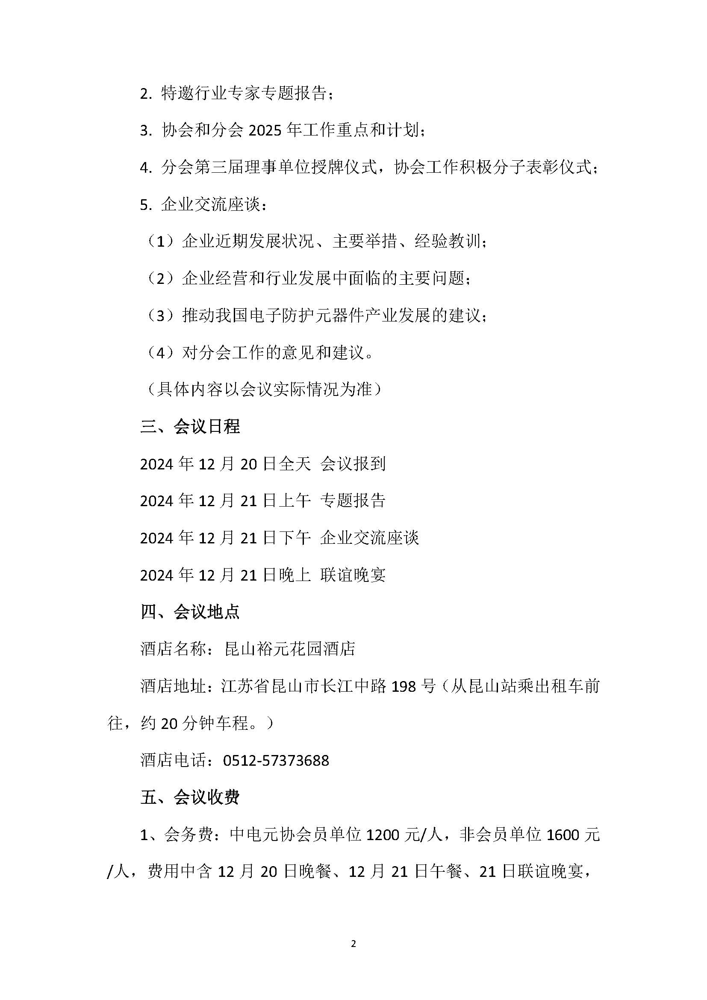 2. 特邀行业专家专题报告；
3. 协会和分会 2025 年工作重点和计划；
4. 分会第三届理事单位授牌仪式，协会工作积极分子表彰仪式；
5. 企业交流座谈：
（1）企业近期发展状况、主要举措、经验教训；
（2）企业经营和行业发展中面临的主要问题；
（3）推动我国电子防护元器件产业发展的建议；
（4）对分会工作的意见和建议。
（具体内容以会议实际情况为准）
三、会议日程
2024 年 12 月 20 日全天 会议报到
2024 年 12 月 21 日上午 专题报告
2024 年 12 月 21 日下午 企业交流座谈
2024 年 12 月 21 日晚上 联谊晚宴
四、会议地点
酒店名称：昆山裕元花园酒店
酒店地址：江苏省昆山市长江中路 198 号（从昆山站乘出租车前
往，约 20 分钟车程。）
酒店电话：0512-57373688
五、会议收费
1、会务费：中电元协会员单位 1200 元/人，非会员单位 1600 元
/人，费用中含 12 月 20 日晚餐、12 月 21 日午餐、21 日联谊晚宴，
2